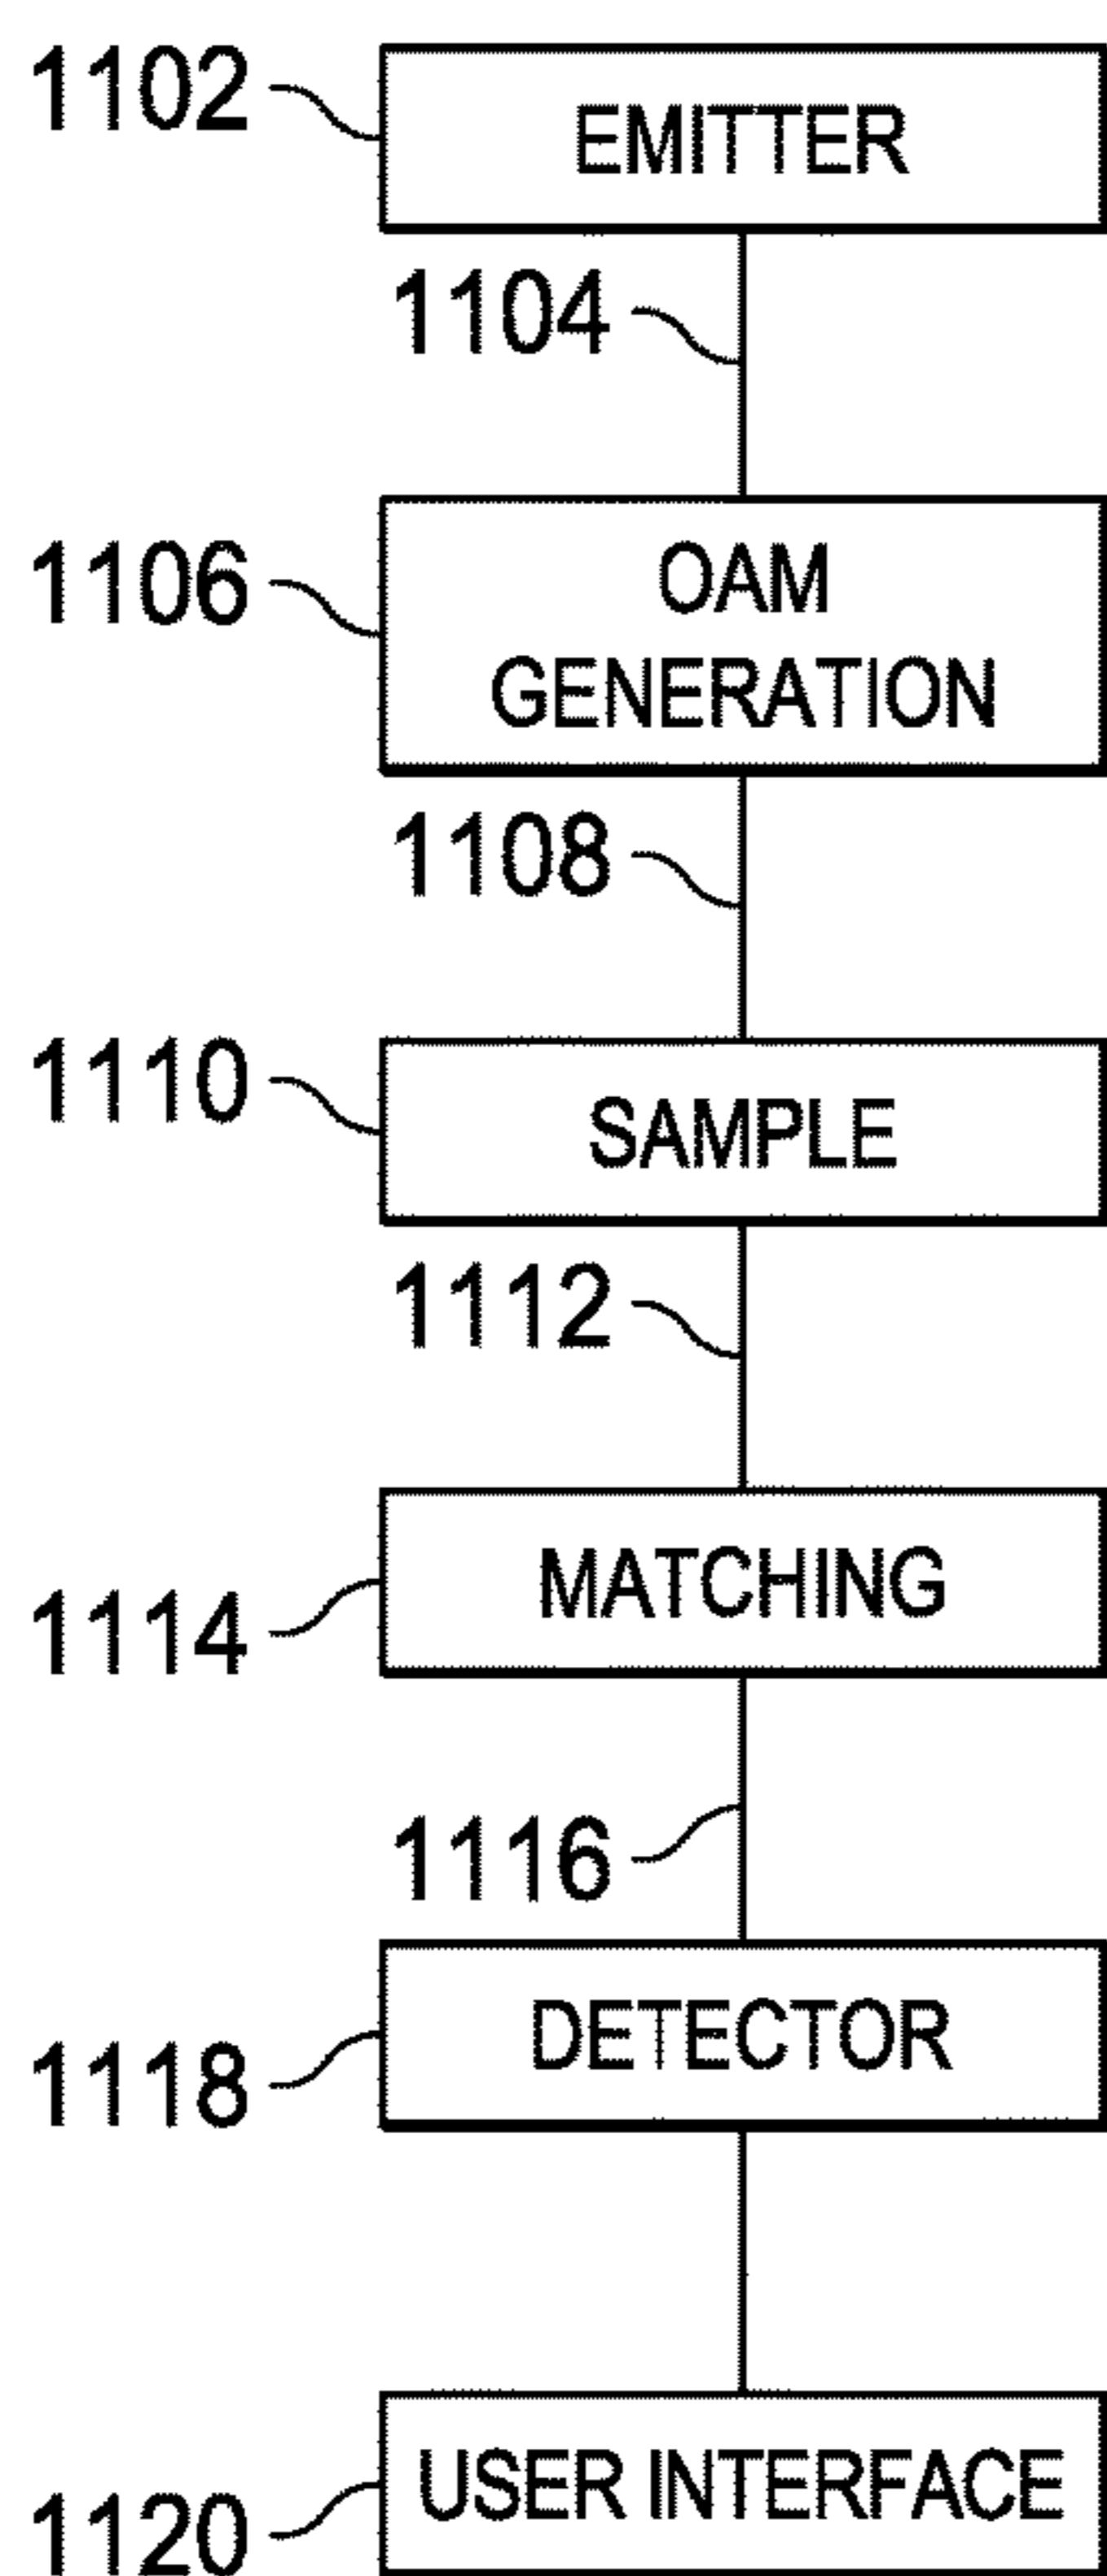 1102
EMITTER
1104
1106
OAM
GENERATION
1108
1110
SAMPLE
1112
MATCHING
1114
1116
DETECTOR
1118
USER INTERFACE
1120